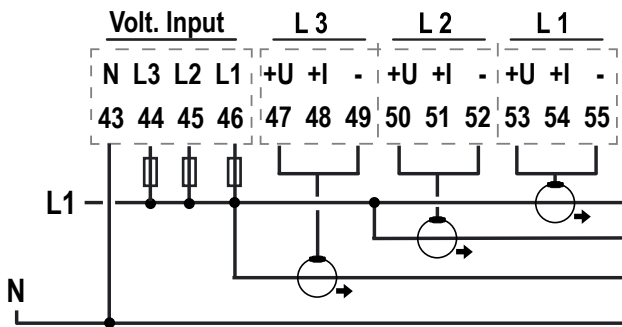 Volt. Input L 3 L 2 L 1
N L3 L2 L1 +U +I - +U +I - +U +I -
43 44 45 46 47 48 49 50 51 52 53 54 55
L1
N